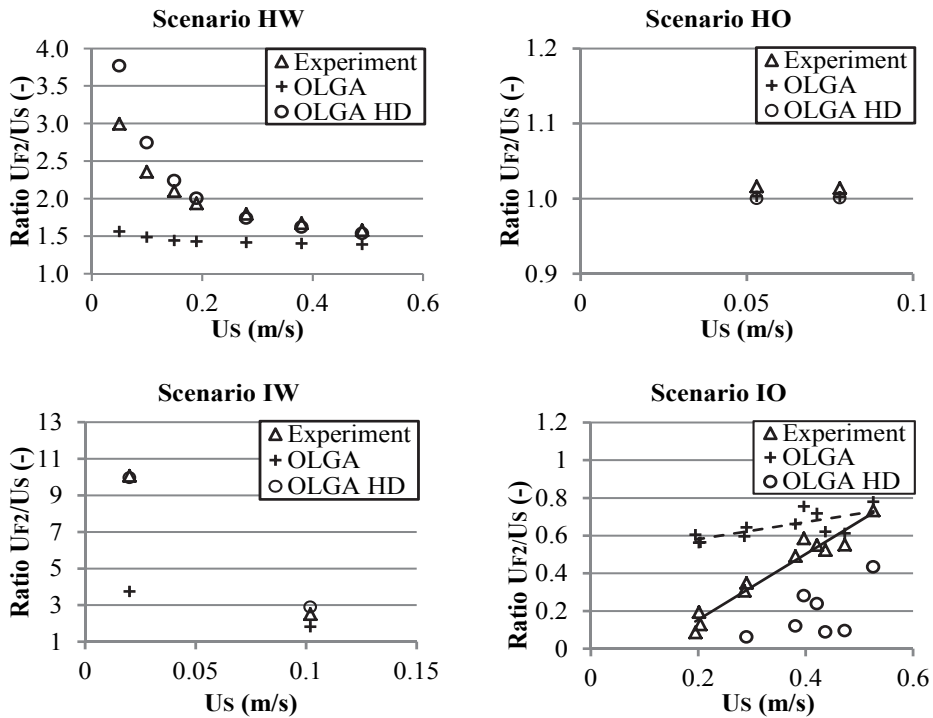 Scenario HW
Ratio UF2/US (-)
4.0
3.5
3.0
2.5
2.0
1.5
1.0
Experiment
OLGA
OLGA HD
0
0.2
0.4
0.6
US (m/s)
Scenario HO
Ratio UF2/US (-)
1.2
1.1
1.0
0.9
Experiment
OLGA
OLGA HD
0
0.05
0.1
US (m/s)
Scenario IW
Ratio UF2/US (-)
13
11
9
7
5
3
1
Experiment
OLGA
OLGA HD
0
0.05
0.1
0.15
US (m/s)
Scenario IO
Ratio UF2/US (-)
1.2
1
0.8
0.6
0.4
0.2
0
Experiment
OLGA
OLGA HD
0
0.2
0.4
0.6
US (m/s)